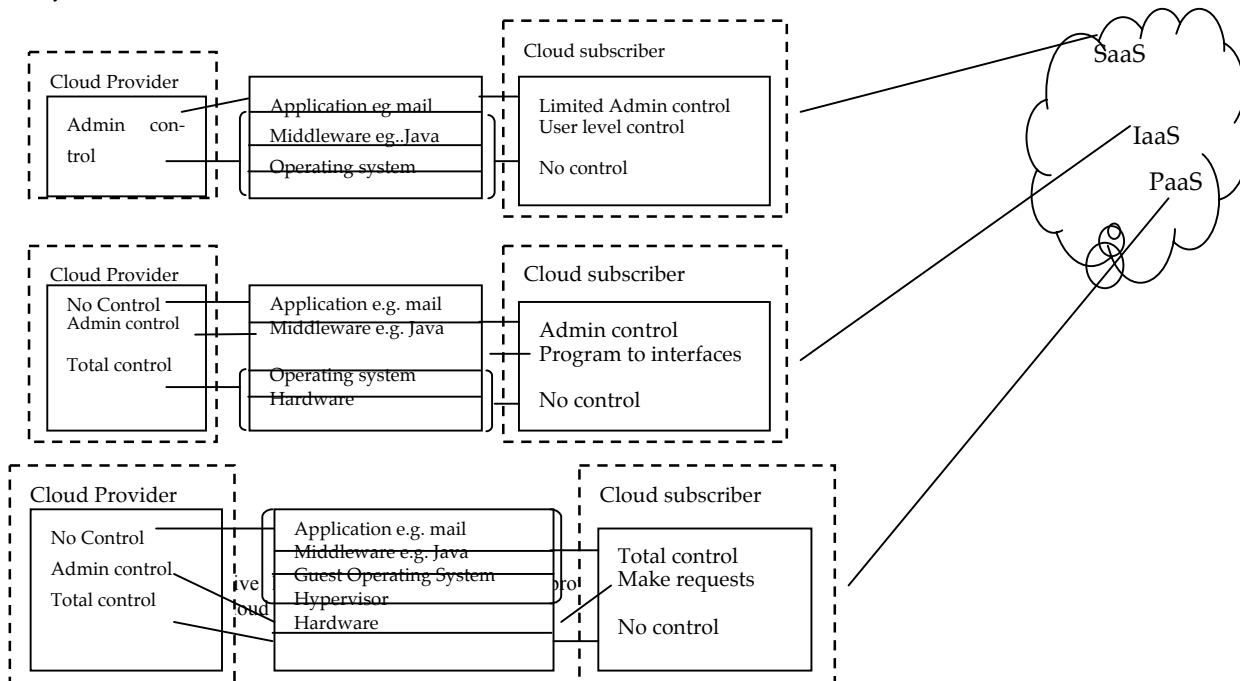 Cloud Provider
Admin con-
trol
Application eg mail
Middleware eg..Java
Operating system
Cloud subscriber
Limited Admin control
User level control
No control
SaaS
IaaS
PaaS
Cloud Provider
No Control
Admin control
Total control
Application e.g. mail
Middleware e.g. Java
Operating system
Hardware
Cloud subscriber
Admin control
Program to interfaces
No control
Cloud Provider
No Control
Admin control
Total control
Application e.g. mail
Middleware e.g. Java
Guest Operating System
Hypervisor
Hardware
Cloud subscriber
Total control
Make requests
No control